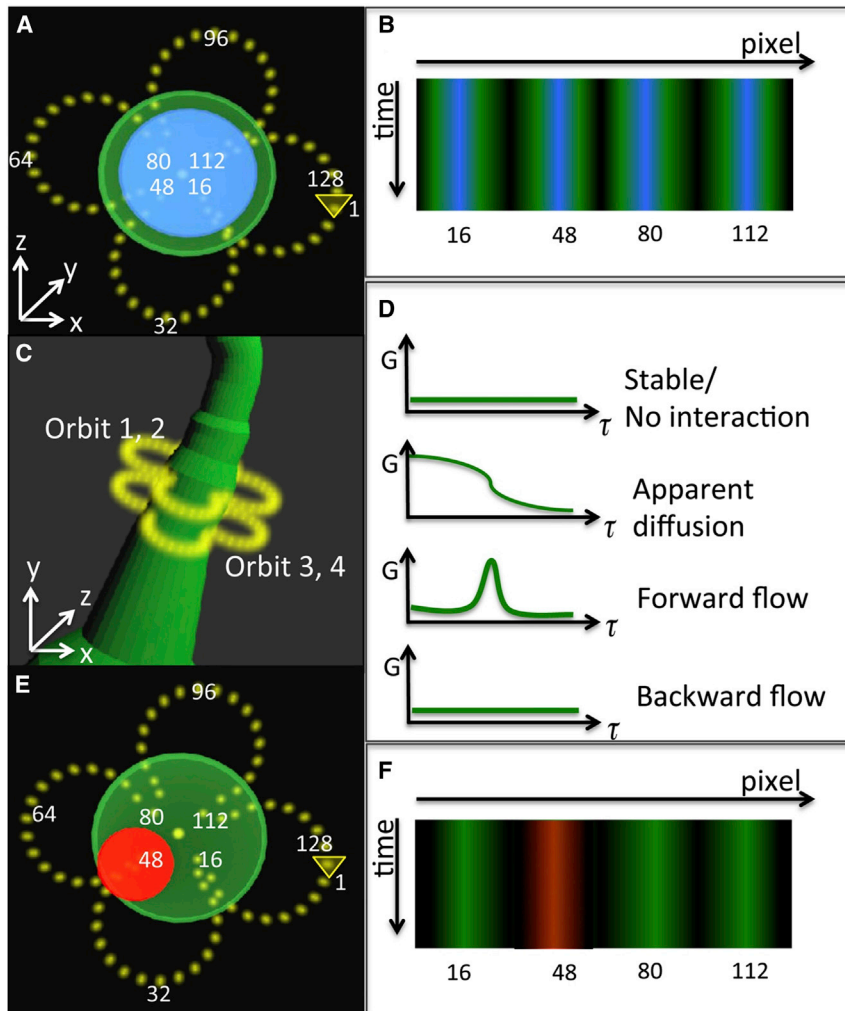 A
96
64
80 112
48 16
128
1
z
y
x
32
B
pixel
time
16 48 80 112
C
Orbit 1, 2
Orbit 3, 4
y
z
x
D
G
τ
Stable/
No interaction
G
τ
Apparent
diffusion
G
τ
Forward flow
G
τ
Backward flow
E
96
64
80
112
48 16
128
1
32
F
pixel
time
16 48 80 112